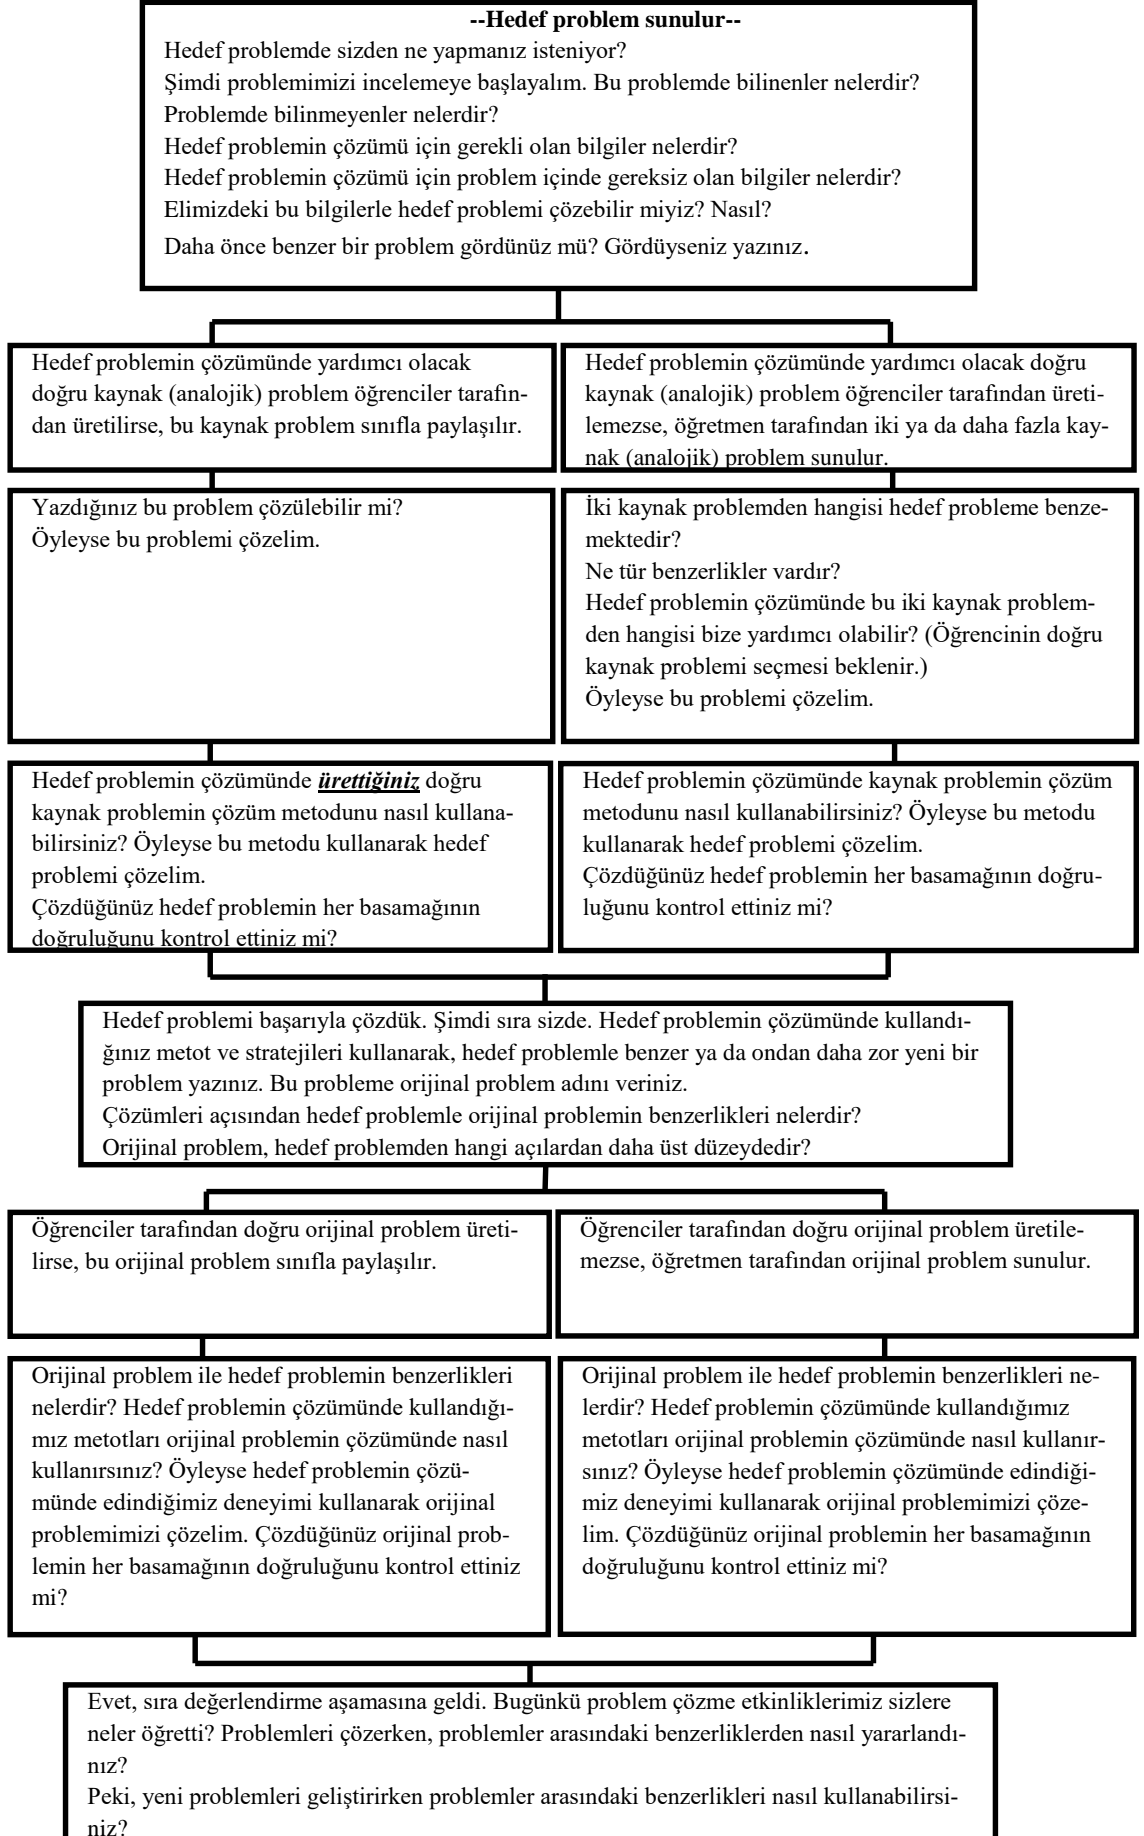 --Hedef problem sunulur--
Hedef problemde sizden ne yapmanız isteniyor?
Şimdi problemimizi incelemeye başlayalım. Bu problemde bilinenler nelerdir?
Problemde bilinmeyenler nelerdir?
Hedef problemin çözümü için gerekli olan bilgiler nelerdir?
Hedef problemin çözümü için problem içinde gereksiz olan bilgiler nelerdir?
Elimizdeki bu bilgilerle hedef problemi çözebilir miyiz? Nasıl?
Daha önce benzer bir problem gördünüz mü? Gördüyseniz yazınız.
Hedef problemin çözümünde yardımcı olacak
doğru kaynak (analojik) problem öğrenciler tarafın-
dan üretilirse, bu kaynak problem sınıfla paylaşılır.
Hedef problemin çözümünde yardımcı olacak doğru
kaynak (analojik) problem öğrenciler tarafından üreti-
lemezse, öğretmen tarafından iki ya da daha fazla kay-
nak (analojik) problem sunulur.
Yazdığınız bu problem çözülebilir mi?
Öyleyse bu problemi çözelim.
İki kaynak problemden hangisi hedef probleme benze-
mektedir?
Ne tür benzerlikler vardır?
Hedef problemin çözümünde bu iki kaynak problem-
den hangisi bize yardımcı olabilir? (Öğrencinin doğru
kaynak problemi seçmesi beklenir.)
Öyleyse bu problemi çözelim.
Hedef problemin çözümünde ürettiğiniz doğru
kaynak problemin çözüm metodunu nasıl kullana-
bilirsiniz? Öyleyse bu metodu kullanarak hedef
problemi çözelim.
Çözdüğünüz hedef problemin her basamağının
doğruluğunu kontrol ettiniz mi?
Hedef problemin çözümünde kaynak problemin çözüm
metodunu nasıl kullanabilirsiniz? Öyleyse bu metodu
kullanarak hedef problemi çözelim.
Çözdüğünüz hedef problemin her basamağının doğru-
luğunu kontrol ettiniz mi?
Hedef problemi başarıyla çözdük. Şimdi sıra sizde. Hedef problemin çözümünde kullandı-
ğınız metot ve stratejileri kullanarak, hedef problemle benzer ya da ondan daha zor yeni bir
problem yazınız. Bu probleme orijinal problem adını veriniz.
Çözümleri açısından hedef problemle orijinal problemin benzerlikleri nelerdir?
Orijinal problem, hedef problemden hangi açılardan daha üst düzeydedir?
Öğrenciler tarafından doğru orijinal problem üreti-
lirse, bu orijinal problem sınıfla paylaşılır.
Öğrenciler tarafından doğru orijinal problem üretile-
mezse, öğretmen tarafından orijinal problem sunulur.
Orijinal problem ile hedef problemin benzerlikleri
nelerdir? Hedef problemin çözümünde kullandığı-
mız metotları orijinal problemin çözümünde nasıl
kullanırsınız? Öyleyse hedef problemin çözü-
münde edindiğimiz deneyimi kullanarak orijinal
problemimizi çözelim. Çözdüğünüz orijinal prob-
lemin her basamağının doğruluğunu kontrol ettiniz
mi?
Orijinal problem ile hedef problemin benzerlikleri ne-
lerdir? Hedef problemin çözümünde kullandığımız
metotları orijinal problemin çözümünde nasıl kullanır-
sınız? Öyleyse hedef problemin çözümünde edindiği-
miz deneyimi kullanarak orijinal problemimizi çöze-
lim. Çözdüğünüz orijinal problemin her basamağının
doğruluğunu kontrol ettiniz mi?
Evet, sıra değerlendirme aşamasına geldi. Bugünkü problem çözme etkinliklerimiz sizlere
neler öğretti? Problemleri çözerken, problemler arasındaki benzerliklerden nasıl yararlandı-
nız?
Peki, yeni problemleri geliştirirken problemler arasındaki benzerlikleri nasıl kullanabilirsi-
niz?